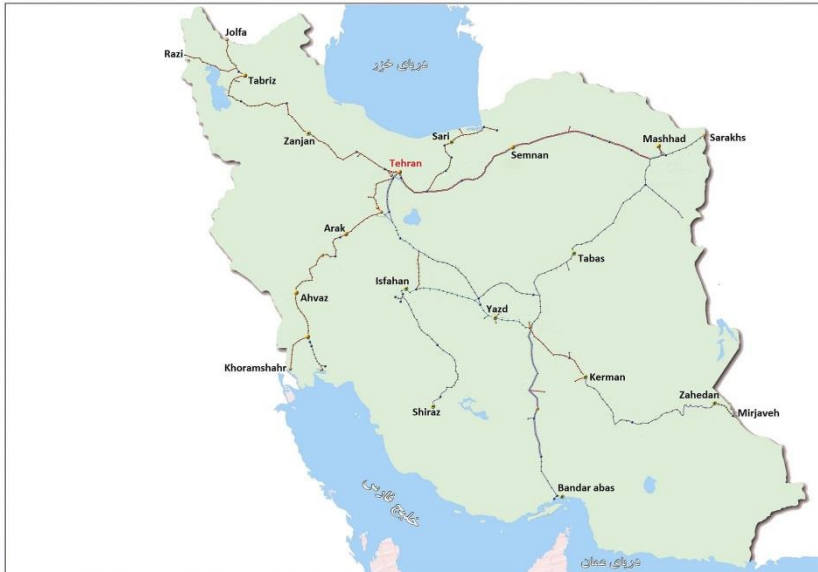 Jolfa
Razi
Tabriz
دریای خزر
Zanjan
Sari
Mashhad
Sarakhs
Semnan
Tehran
Arak
Tabas
Isfahan
Ahvaz
Yazd
Khoramshahr
Kerman
Zahedan
Shiraz
Mirjaveh
Bandar abas
خلیج فارس
دریای عمان